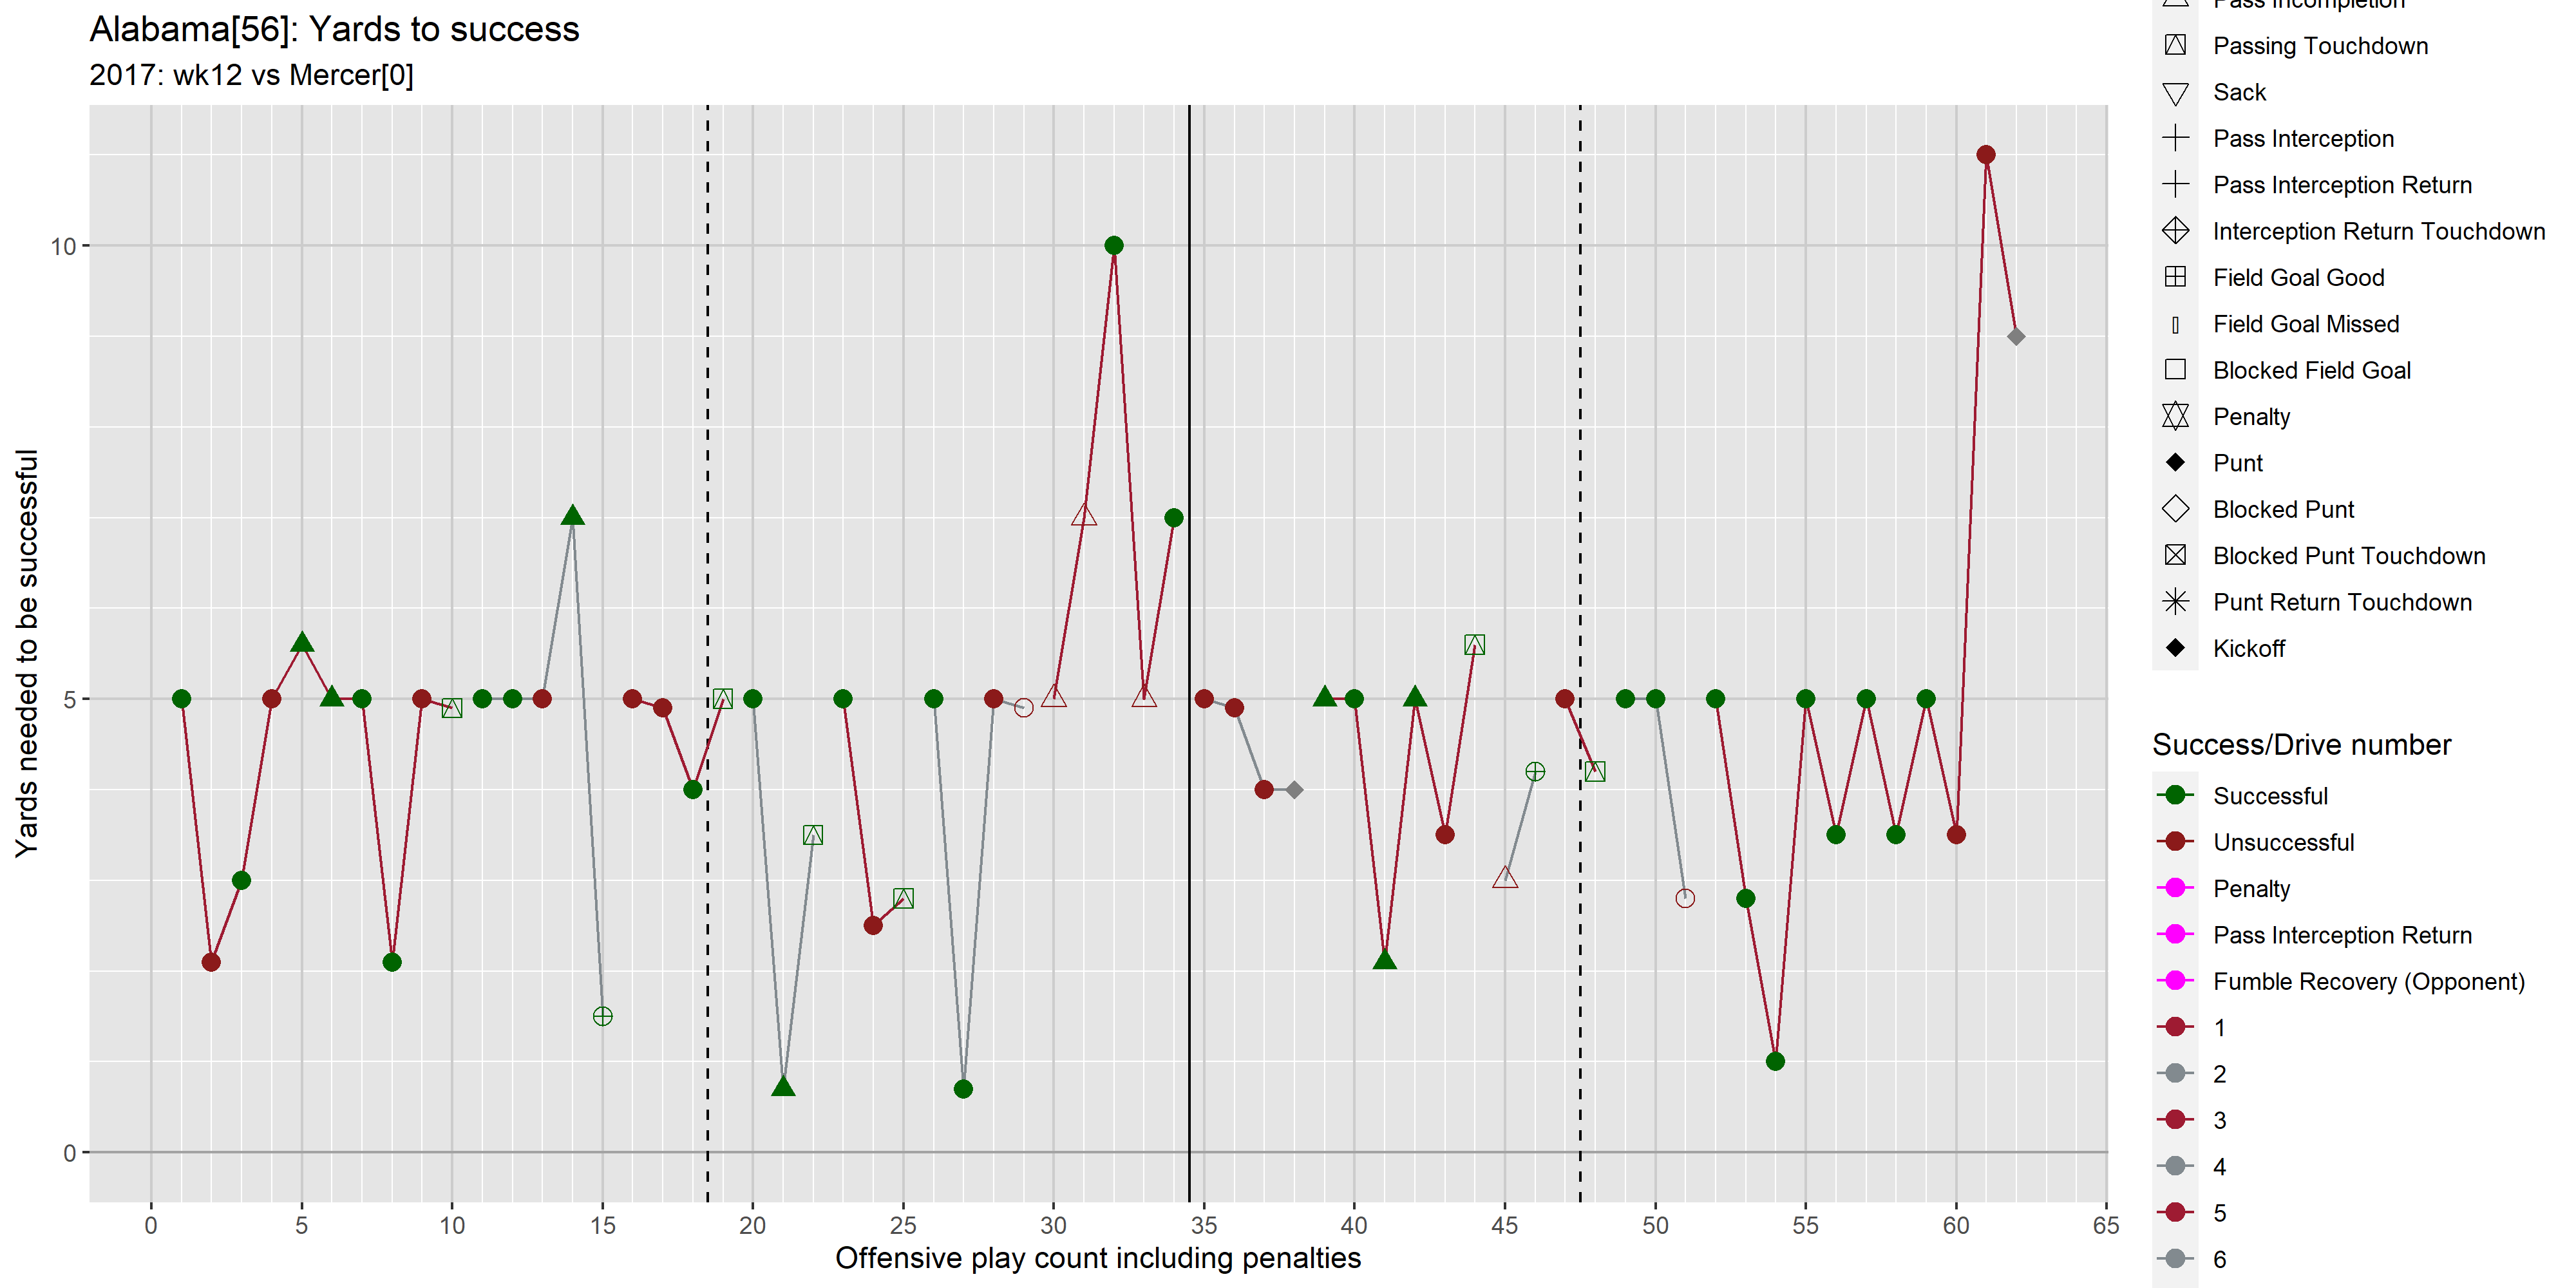 Alabama[56]: Yards to success
2017: wk12 vs Mercer[0]
Yards needed to be successful
10
5
0
0 5 10 15 20 25 30 35 40 45 50 55 60 65
Offensive play count including penalties
Pass Incompletion
Passing Touchdown
Sack
Pass Interception
Pass Interception Return
Interception Return Touchdown
Field Goal Good
Field Goal Missed
Blocked Field Goal
Penalty
Punt
Blocked Punt
Blocked Punt Touchdown
Punt Return Touchdown
Kickoff
Success/Drive number
Successful
Unsuccessful
Penalty
Pass Interception Return
Fumble Recovery (Opponent)
1
2
3
4
5
6